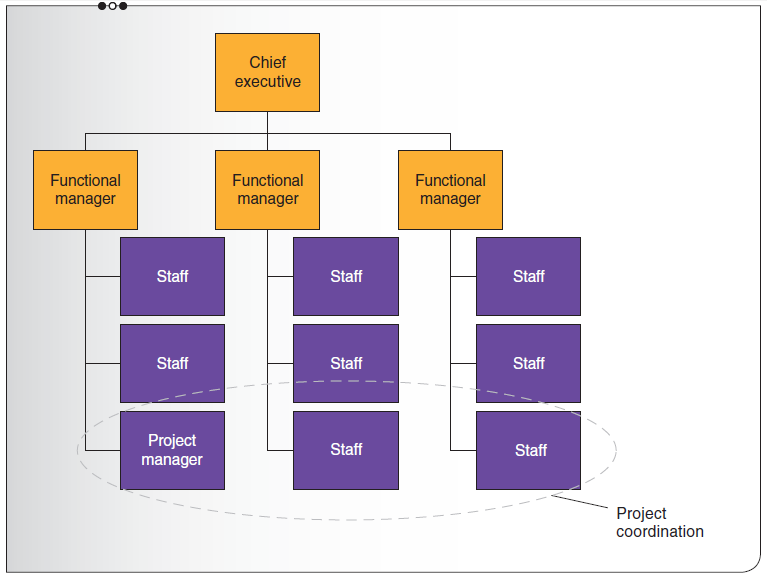 Chief
executive
Functional
manager
Functional
manager
Functional
manager
Staff
Staff
Staff
Staff
Staff
Staff
Project
manager
Staff
Staff
Project
coordination